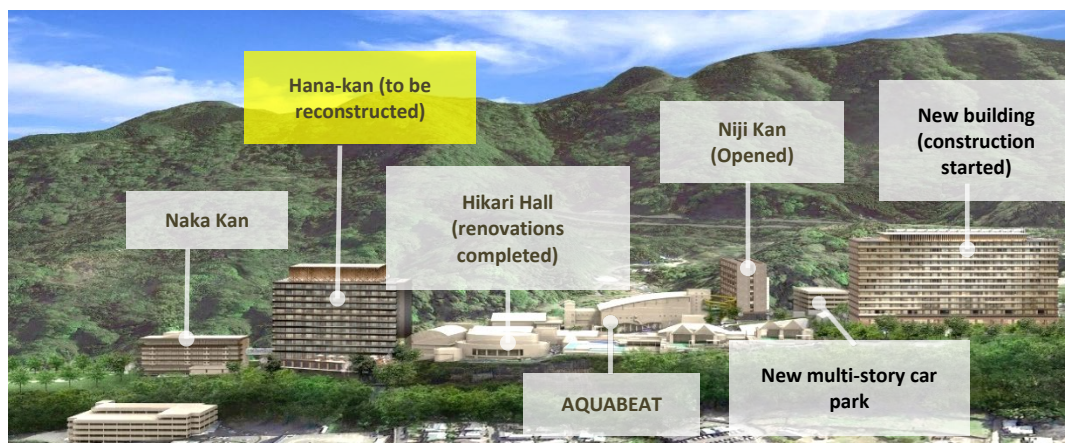 Hana-kan (to be
reconstructed)
Niji Kan
(Opened)
New building
(construction
started)
Naka Kan
Hikari Hall
(renovations
completed)
AQUABEAT
New multi-story car
park